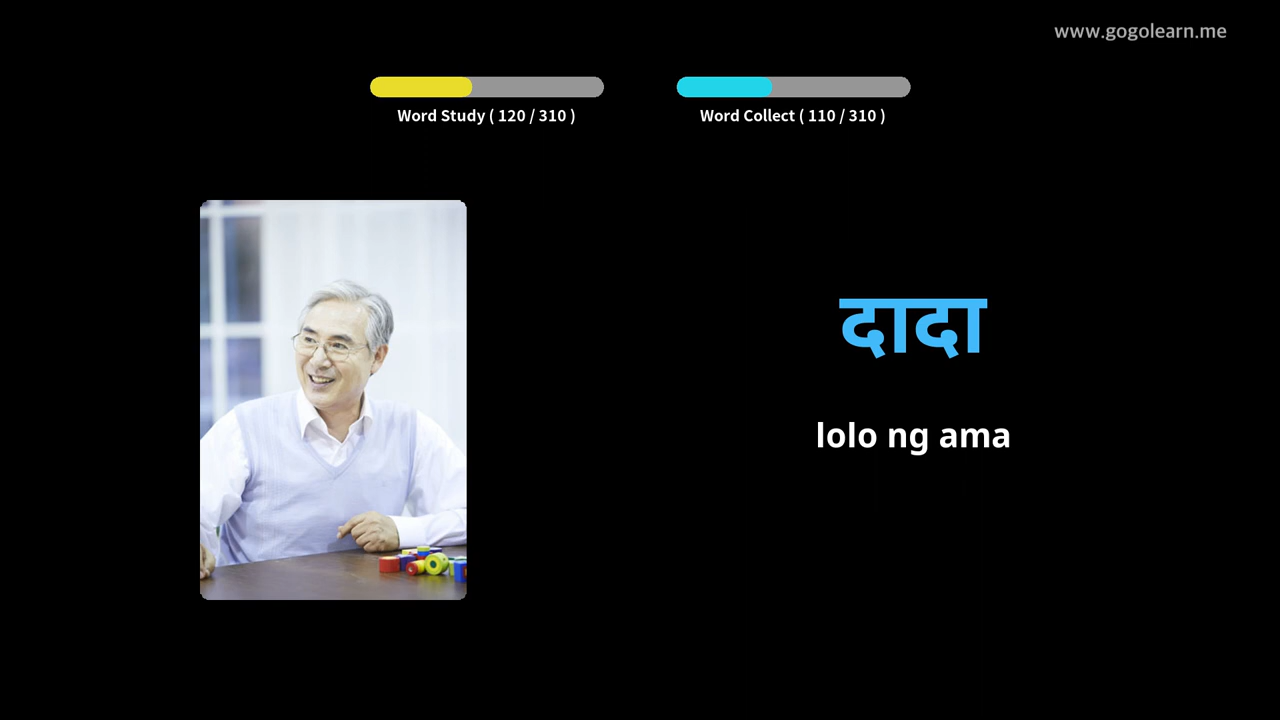 www.gogolearn.me
Word Study ( 120 / 310 )
Word Collect ( 110 / 310 )
दादा
lolo ng ama